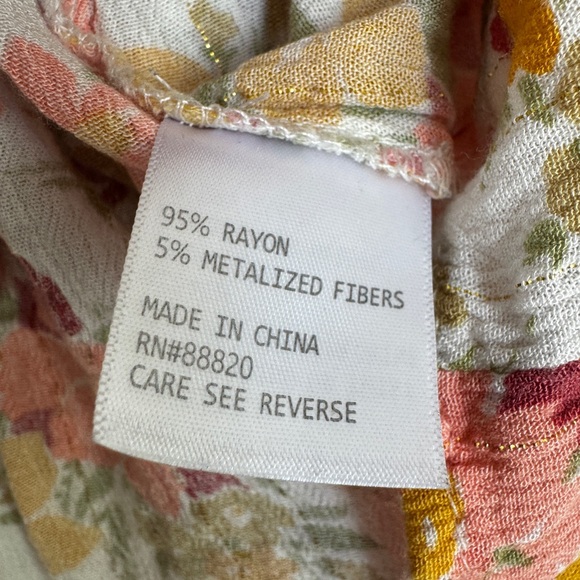 95% RAYON
5% METALIZED FIBERS
MADE IN CHINA
RN#88820
CARE SEE REVERSE